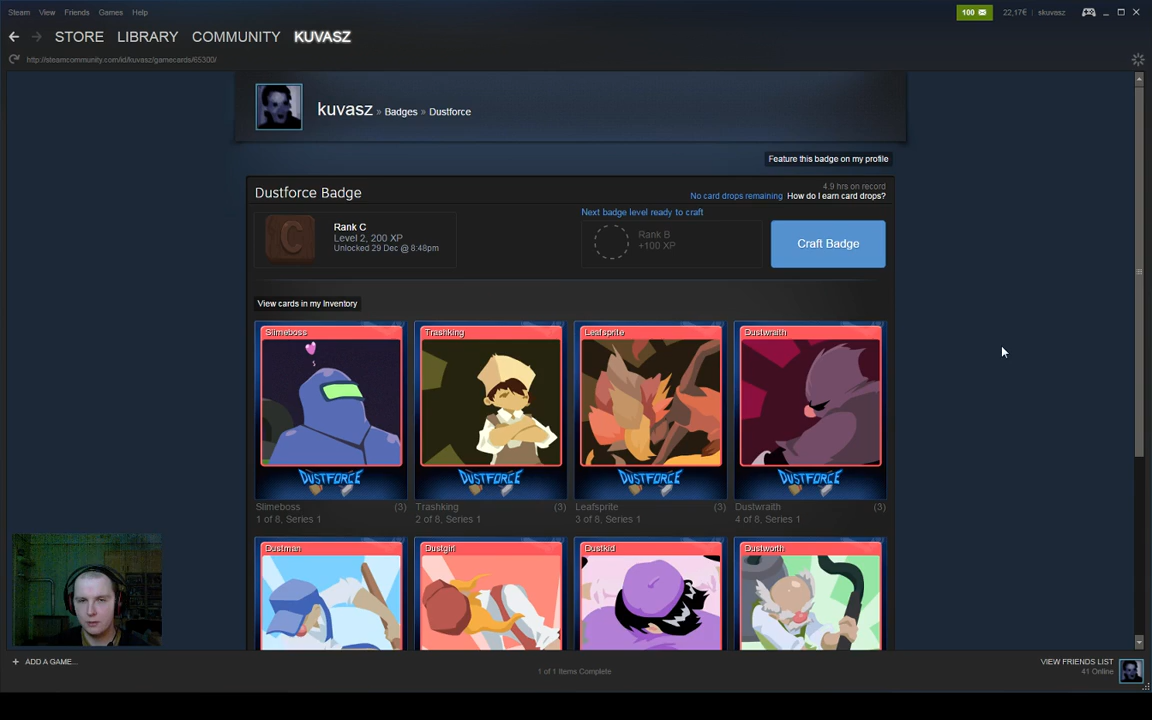 Steam View Friends Games Help
100 22,17€ skuvasz
STORE LIBRARY COMMUNITY KUVASZ
http://steamcommunity.com/id/kuvasz/gamecards/65300/
kuvasz » Badges » Dustforce
Feature this badge on my profile
4.9 hrs on record
Dustforce Badge
No card drops remaining How do I earn card drops?
Next badge level ready to craft
Rank C
Level 2, 200 XP
Unlocked 29 Dec @ 8:48pm
C
Rank B
+100 XP
Craft Badge
View cards in my Inventory
Slimeboss Trashking Leafsprite Dustwraith
DUSTFORCE DUSTFORCE DUSTFORCE DUSTFORCE
Slimeboss (3) Trashking (3) Leafsprite (3) Dustwraith (3)
1 of 8, Series 1 2 of 8, Series 1 3 of 8, Series 1 4 of 8, Series 1
Dustman Dustgirl Dustkid Dustworth
+ ADD A GAME...
1 of 1 Items Complete
VIEW FRIENDS LIST
41 Online